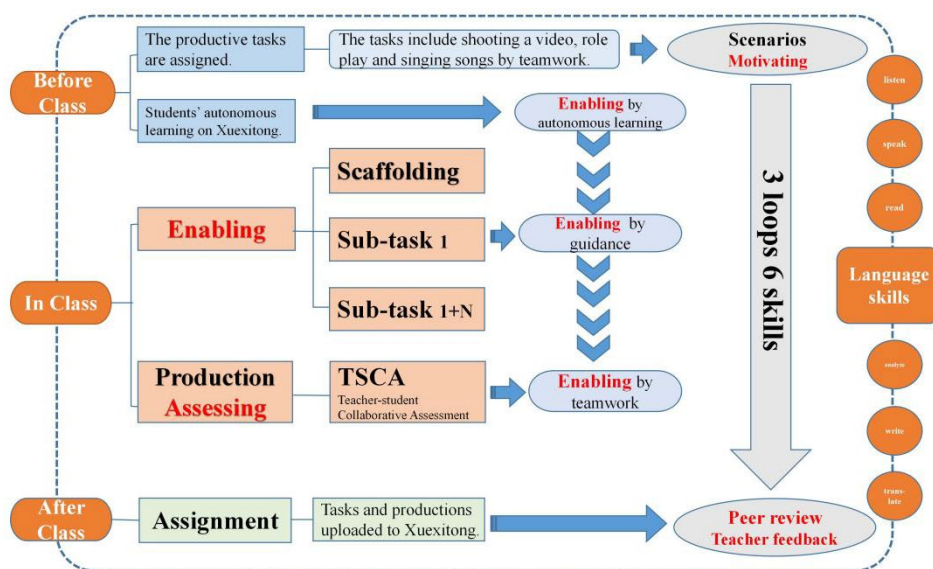 Before
Class
The productive tasks
are assigned.
The tasks include shooting a video, role
play and singing songs by teamwork.
Scenarios
Motivating
Students' autonomous
learning on Xuexitong.
Enabling by
autonomous learning
In Class
Enabling
Scaffolding
Sub-task 1
Sub-task 1+N
Enabling by
guidance
Production
Assessing
TSCA
Teacher-student
Collaborative Assessment
Enabling by
teamwork
3 loops 6 skills
After
Class
Assignment
Tasks and productions
uploaded to Xuexitong.
Peer review
Teacher feedback
listen
speak
read
Language
skills
analyze
write
trans-
late